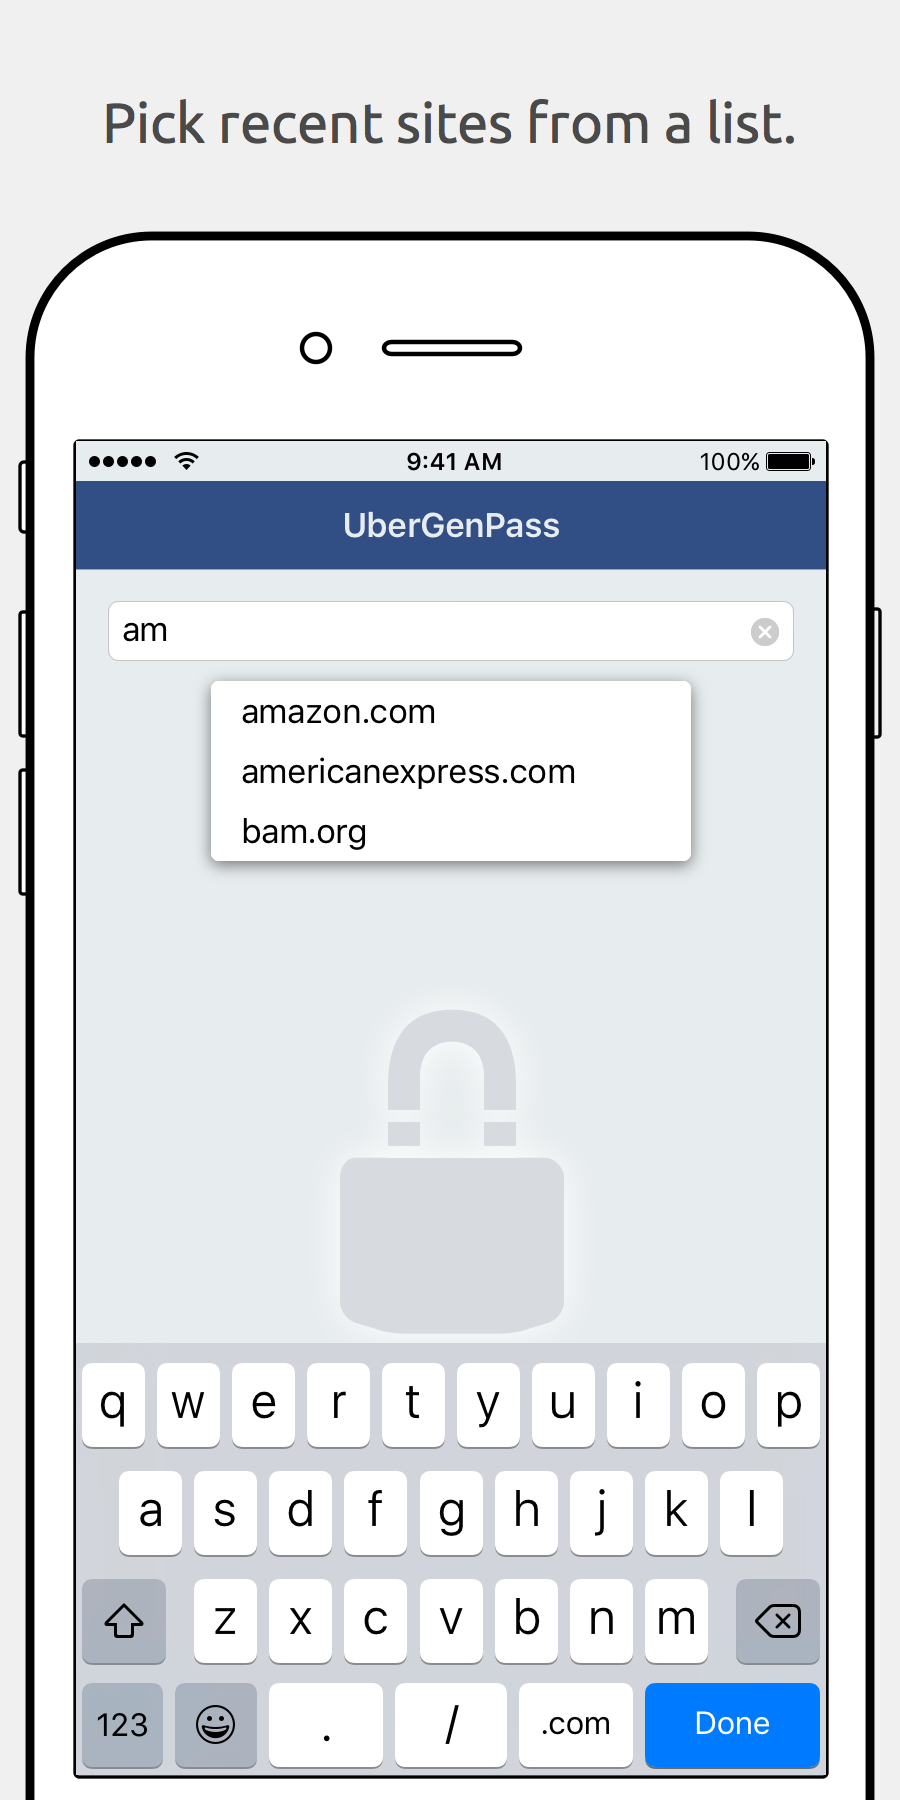 Pick recent sites from a list.
9:41 AM 100%
UberGenPass
am
amazon.com
americanexpress.com
bam.org
q w e r t y u i o p
a s d f g h j k l
z x c v b n m
123 . / .com Done